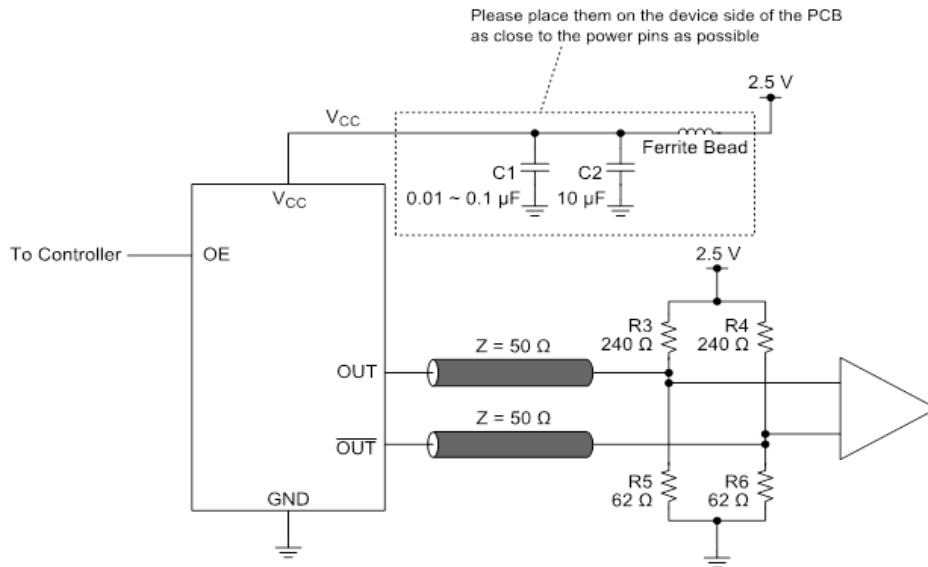 Please place them on the device side of the PCB
as close to the power pins as possible
2.5 V
VCC
Ferrite Bead
C1
C2
0.01 ~ 0.1 µF
10 µF
VCC
To Controller
OE
2.5 V
R3
240 Ω
R4
240 Ω
Z = 50 Ω
OUT
Z = 50 Ω
O̅U̅T̅
R5
62 Ω
R6
62 Ω
GND